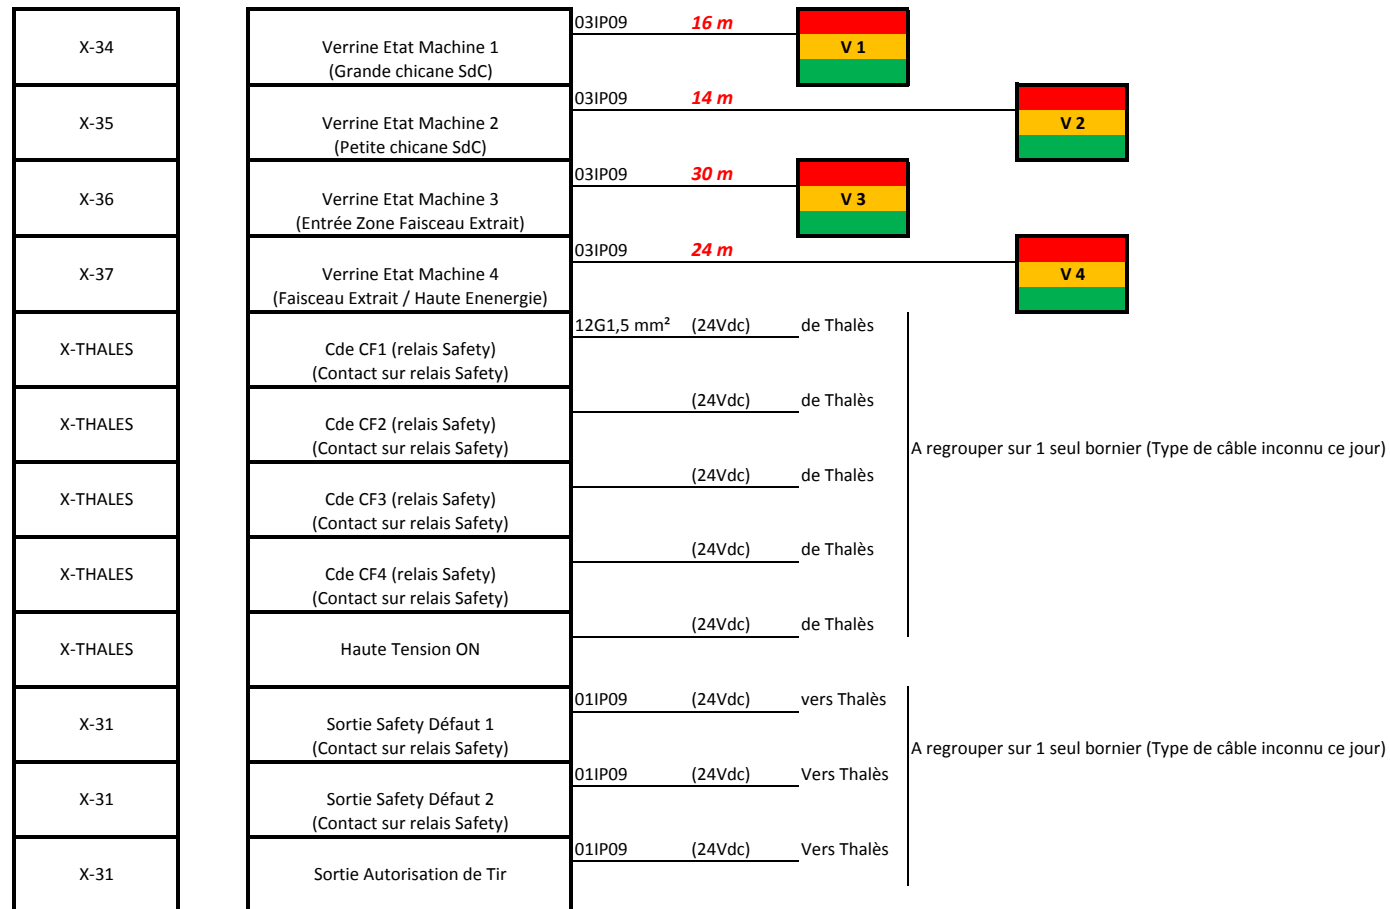 03IP09 16 m
X-34 Verrine Etat Machine 1 V 1
(Grande chicane SdC)
03IP09 14 m
X-35 Verrine Etat Machine 2 V 2
(Petite chicane SdC)
03IP09 30 m
X-36 Verrine Etat Machine 3 V 3
(Entrée Zone Faisceau Extrait)
03IP09 24 m
X-37 Verrine Etat Machine 4 V 4
(Faisceau Extrait / Haute Enenergie)
12G1,5 mm² (24Vdc) de Thalès
X-THALES Cde CF1 (relais Safety)
(Contact sur relais Safety)
(24Vdc) de Thalès
X-THALES Cde CF2 (relais Safety)
(Contact sur relais Safety)
A regrouper sur 1 seul bornier (Type de câble inconnu ce jour)
(24Vdc) de Thalès
X-THALES Cde CF3 (relais Safety)
(Contact sur relais Safety)
(24Vdc) de Thalès
X-THALES Cde CF4 (relais Safety)
(Contact sur relais Safety)
(24Vdc) de Thalès
X-THALES Haute Tension ON
01IP09 (24Vdc) vers Thalès
X-31 Sortie Safety Défaut 1
(Contact sur relais Safety)
A regrouper sur 1 seul bornier (Type de câble inconnu ce jour)
01IP09 (24Vdc) Vers Thalès
X-31 Sortie Safety Défaut 2
(Contact sur relais Safety)
01IP09 (24Vdc) Vers Thalès
X-31 Sortie Autorisation de Tir